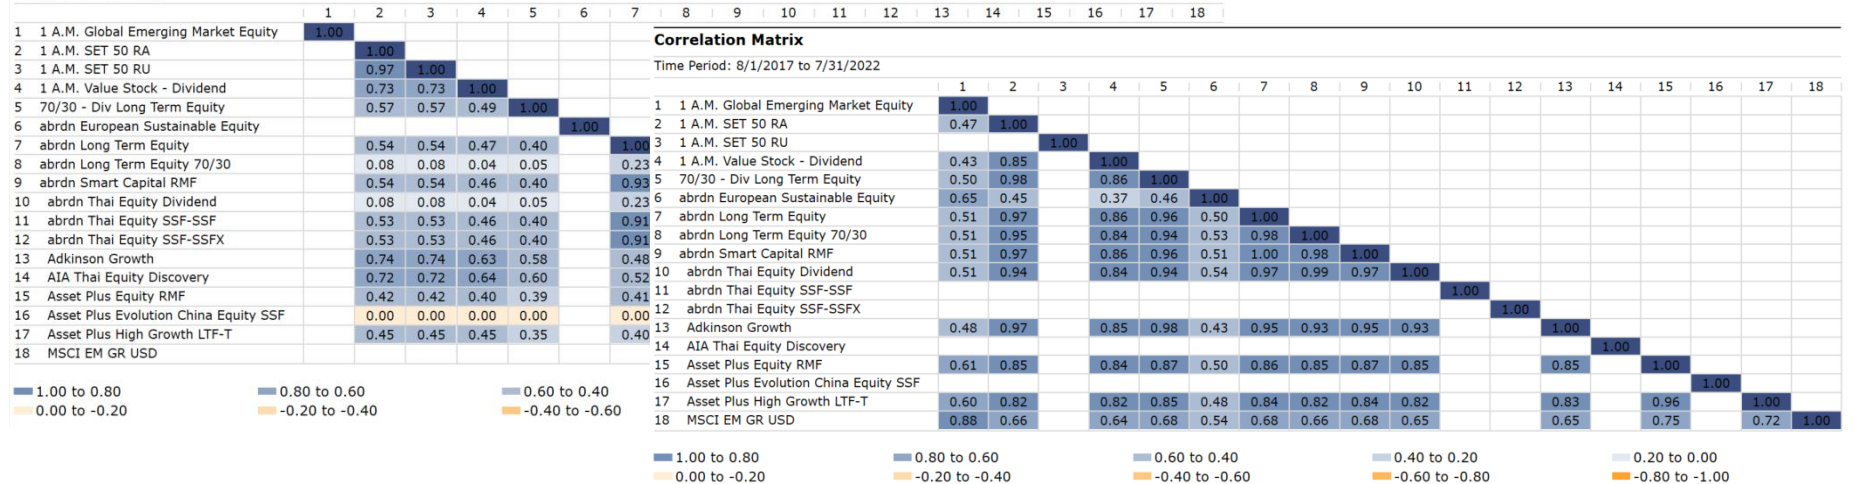 1 2 3 4 5 6 7 8 9 10 11 12 13 14 15 16 17 18
1 1 A.M. Global Emerging Market Equity 1.00
2 1 A.M. SET 50 RA 1.00
3 1 A.M. SET 50 RU 0.97 1.00
4 1 A.M. Value Stock - Dividend 0.73 0.73 1.00
5 70/30 - Div Long Term Equity 0.57 0.57 0.49 1.00
6 abrdn European Sustainable Equity 1.00
7 abrdn Long Term Equity 0.54 0.54 0.47 0.40 1.00
8 abrdn Long Term Equity 70/30 0.08 0.08 0.04 0.05 0.23
9 abrdn Smart Capital RMF 0.54 0.54 0.46 0.40 0.93
10 abrdn Thai Equity Dividend 0.08 0.08 0.04 0.05 0.23
11 abrdn Thai Equity SSF-SSF 0.53 0.53 0.46 0.40 0.91
12 abrdn Thai Equity SSF-SSFX 0.53 0.53 0.46 0.40 0.91
13 Adkinson Growth 0.74 0.74 0.63 0.58 0.48
14 AIA Thai Equity Discovery 0.72 0.72 0.64 0.60 0.52
15 Asset Plus Equity RMF 0.42 0.42 0.40 0.39 0.41
16 Asset Plus Evolution China Equity SSF 0.00 0.00 0.00 0.00 0.00
17 Asset Plus High Growth LTF-T 0.45 0.45 0.45 0.35 0.40
18 MSCI EM GR USD
1.00 to 0.80 0.80 to 0.60 0.60 to 0.40
0.00 to -0.20 -0.20 to -0.40 -0.40 to -0.60
Correlation Matrix
Time Period: 8/1/2017 to 7/31/2022
1 2 3 4 5 6 7 8 9 10 11 12 13 14 15 16 17 18
1 1 A.M. Global Emerging Market Equity 1.00
2 1 A.M. SET 50 RA 0.47 1.00
3 1 A.M. SET 50 RU 1.00
4 1 A.M. Value Stock - Dividend 0.43 0.85 1.00
5 70/30 - Div Long Term Equity 0.50 0.98 0.86 1.00
6 abrdn European Sustainable Equity 0.65 0.45 0.37 0.46 1.00
7 abrdn Long Term Equity 0.51 0.97 0.86 0.96 0.50 1.00
8 abrdn Long Term Equity 70/30 0.51 0.95 0.84 0.94 0.53 0.98 1.00
9 abrdn Smart Capital RMF 0.51 0.97 0.86 0.96 0.51 1.00 0.98 1.00
10 abrdn Thai Equity Dividend 0.51 0.94 0.84 0.94 0.54 0.97 0.99 0.97 1.00
11 abrdn Thai Equity SSF-SSF 1.00
12 abrdn Thai Equity SSF-SSFX 1.00
13 Adkinson Growth 0.48 0.97 0.85 0.98 0.43 0.95 0.93 0.95 0.93 1.00
14 AIA Thai Equity Discovery 1.00
15 Asset Plus Equity RMF 0.61 0.85 0.84 0.87 0.50 0.86 0.85 0.87 0.85 0.85 1.00
16 Asset Plus Evolution China Equity SSF 1.00
17 Asset Plus High Growth LTF-T 0.60 0.82 0.82 0.85 0.48 0.84 0.82 0.84 0.82 0.83 0.96 1.00
18 MSCI EM GR USD 0.88 0.66 0.64 0.68 0.54 0.68 0.66 0.68 0.65 0.65 0.75 0.72 1.00
1.00 to 0.80 0.80 to 0.60 0.60 to 0.40 0.40 to 0.20 0.20 to 0.00
0.00 to -0.20 -0.20 to -0.40 -0.40 to -0.60 -0.60 to -0.80 -0.80 to -1.00